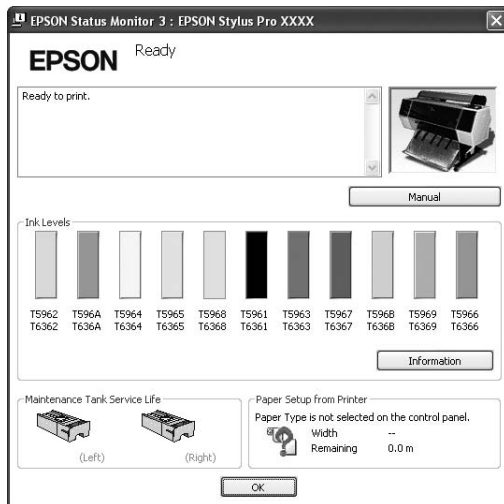 EPSON Status Monitor 3 : EPSON Stylus Pro XXXX
EPSON
Ready
Ready to print.
Manual
Ink Levels
T5962 T596A T5964 T5965 T5968 T5961 T5963 T5967 T596B T5969 T5966
T6362 T636A T6364 T6365 T6368 T6361 T6363 T6367 T636B T6369 T6366
Information
Maintenance Tank Service Life
(Left) (Right)
Paper Setup from Printer
Paper Type is not selected on the control panel.
Width --
Remaining 0.0 m
OK